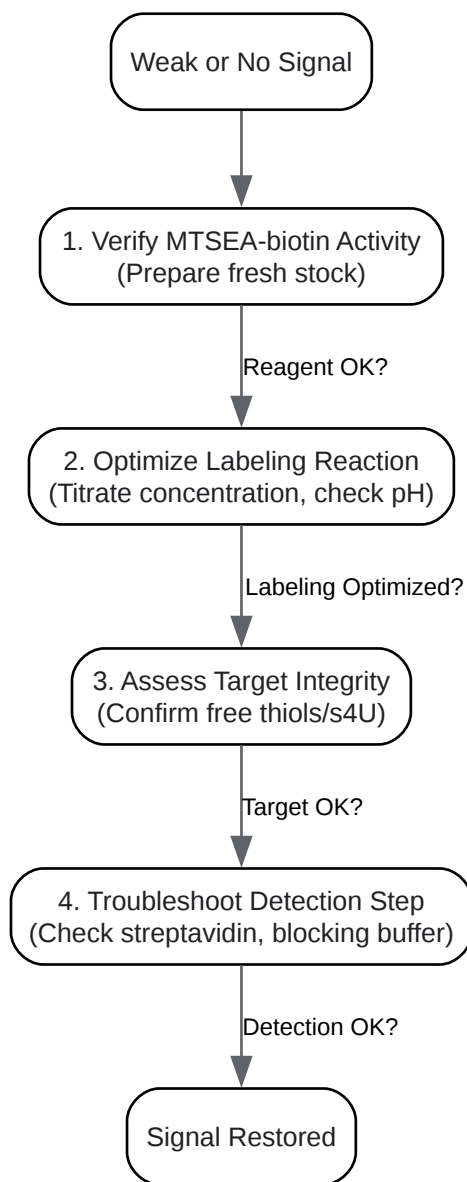 Weak or No Signal
1. Verify MTSEA-biotin Activity
(Prepare fresh stock)
Reagent OK?
2. Optimize Labeling Reaction
(Titrate concentration, check pH)
Labeling Optimized?
3. Assess Target Integrity
(Confirm free thiols/s4U)
Target OK?
4. Troubleshoot Detection Step
(Check streptavidin, blocking buffer)
Detection OK?
Signal Restored